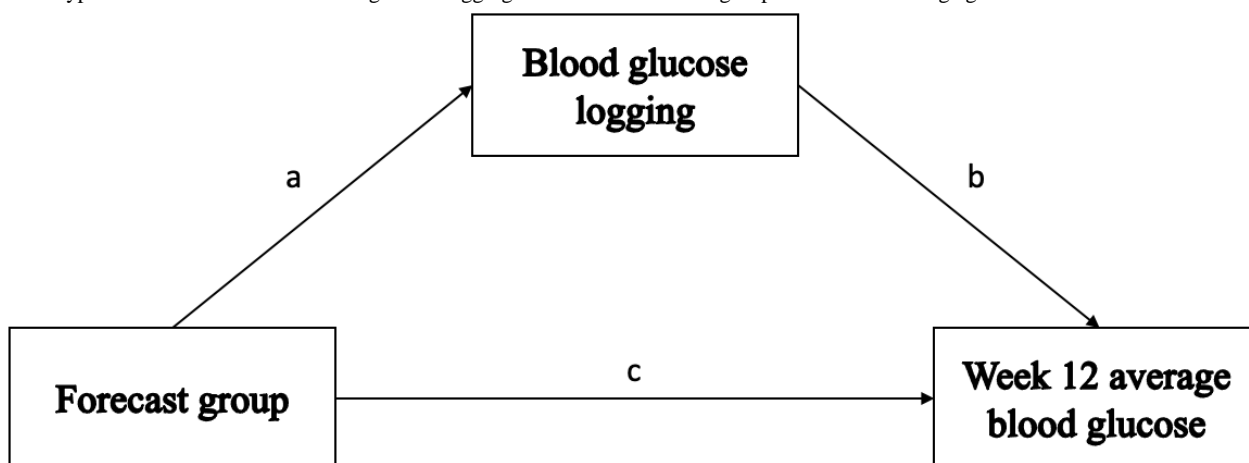 Blood glucose
logging
a
b
c
Forecast group
Week 12 average
blood glucose